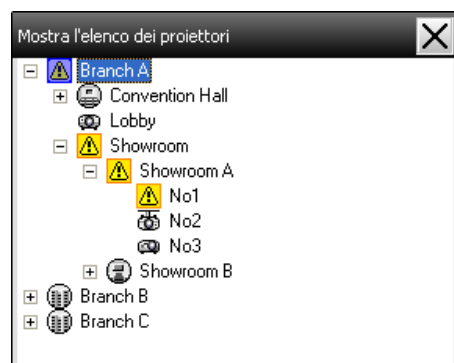 Mostra l'elenco dei proiettori
Branch A
Convention Hall
Lobby
Showroom
Showroom A
No1
No2
No3
Showroom B
Branch B
Branch C